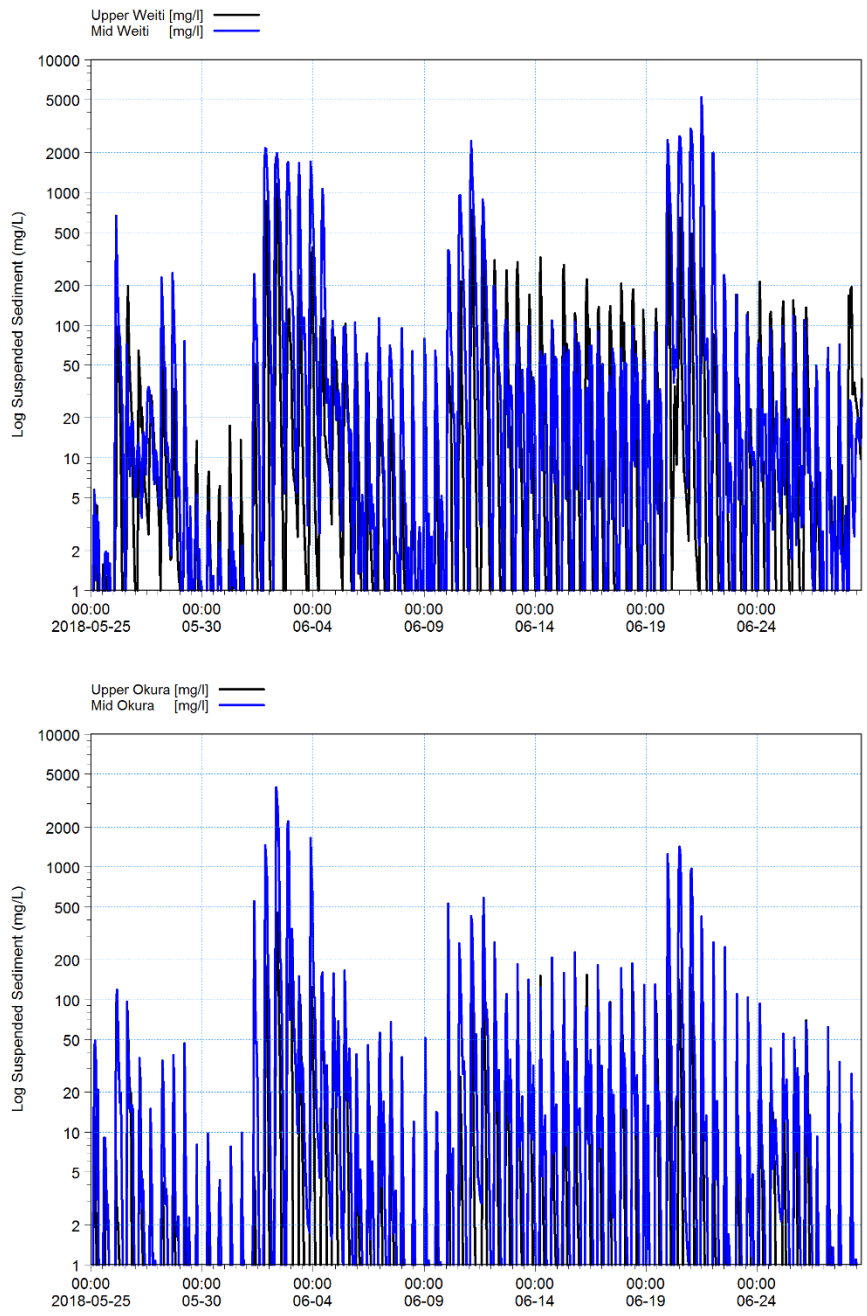 Upper Weiti [mg/l]
Mid Weiti [mg/l]
10000
5000
2000
1000
500
200
100
50
20
10
5
2
1
Log Suspended Sediment (mg/L)
00:00 00:00 00:00 00:00 00:00 00:00 00:00
2018-05-25 05-30 06-04 06-09 06-14 06-19 06-24
Upper Okura [mg/l]
Mid Okura [mg/l]
10000
5000
2000
1000
500
200
100
50
20
10
5
2
1
Log Suspended Sediment (mg/L)
00:00 00:00 00:00 00:00 00:00 00:00 00:00
2018-05-25 05-30 06-04 06-09 06-14 06-19 06-24